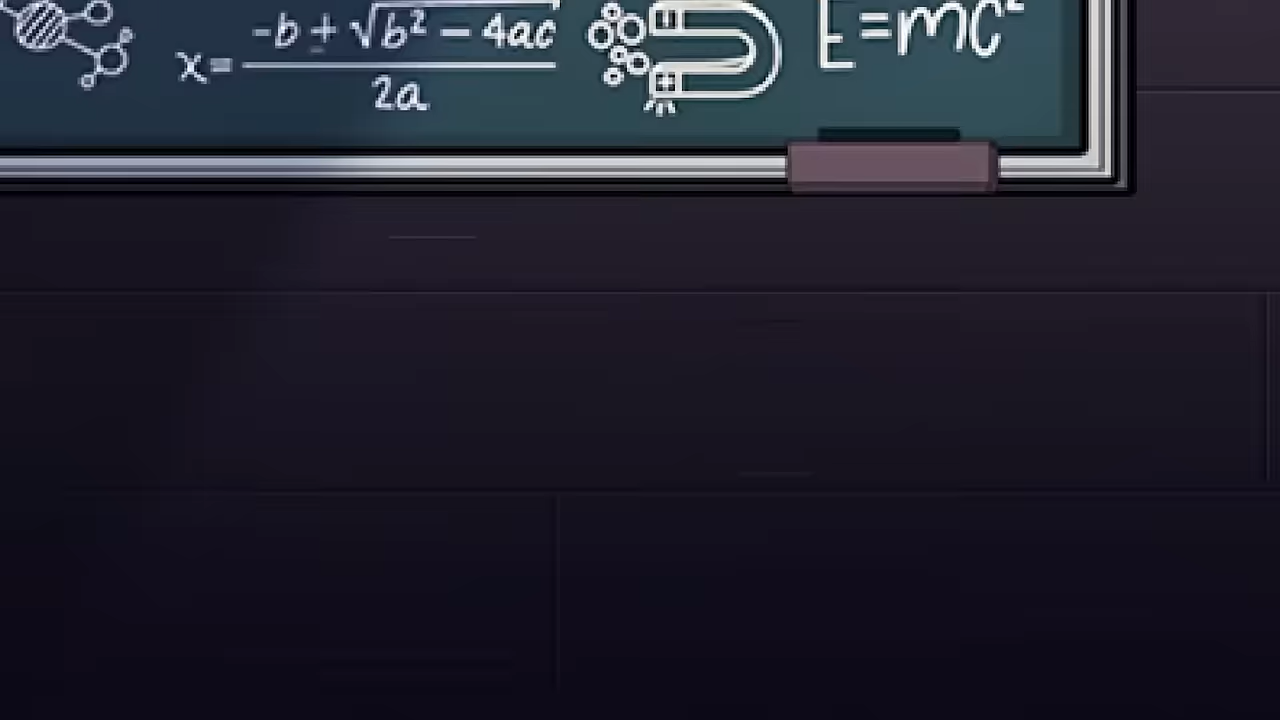 x = -b ± √b² - 4ac / 2a
E=mc²